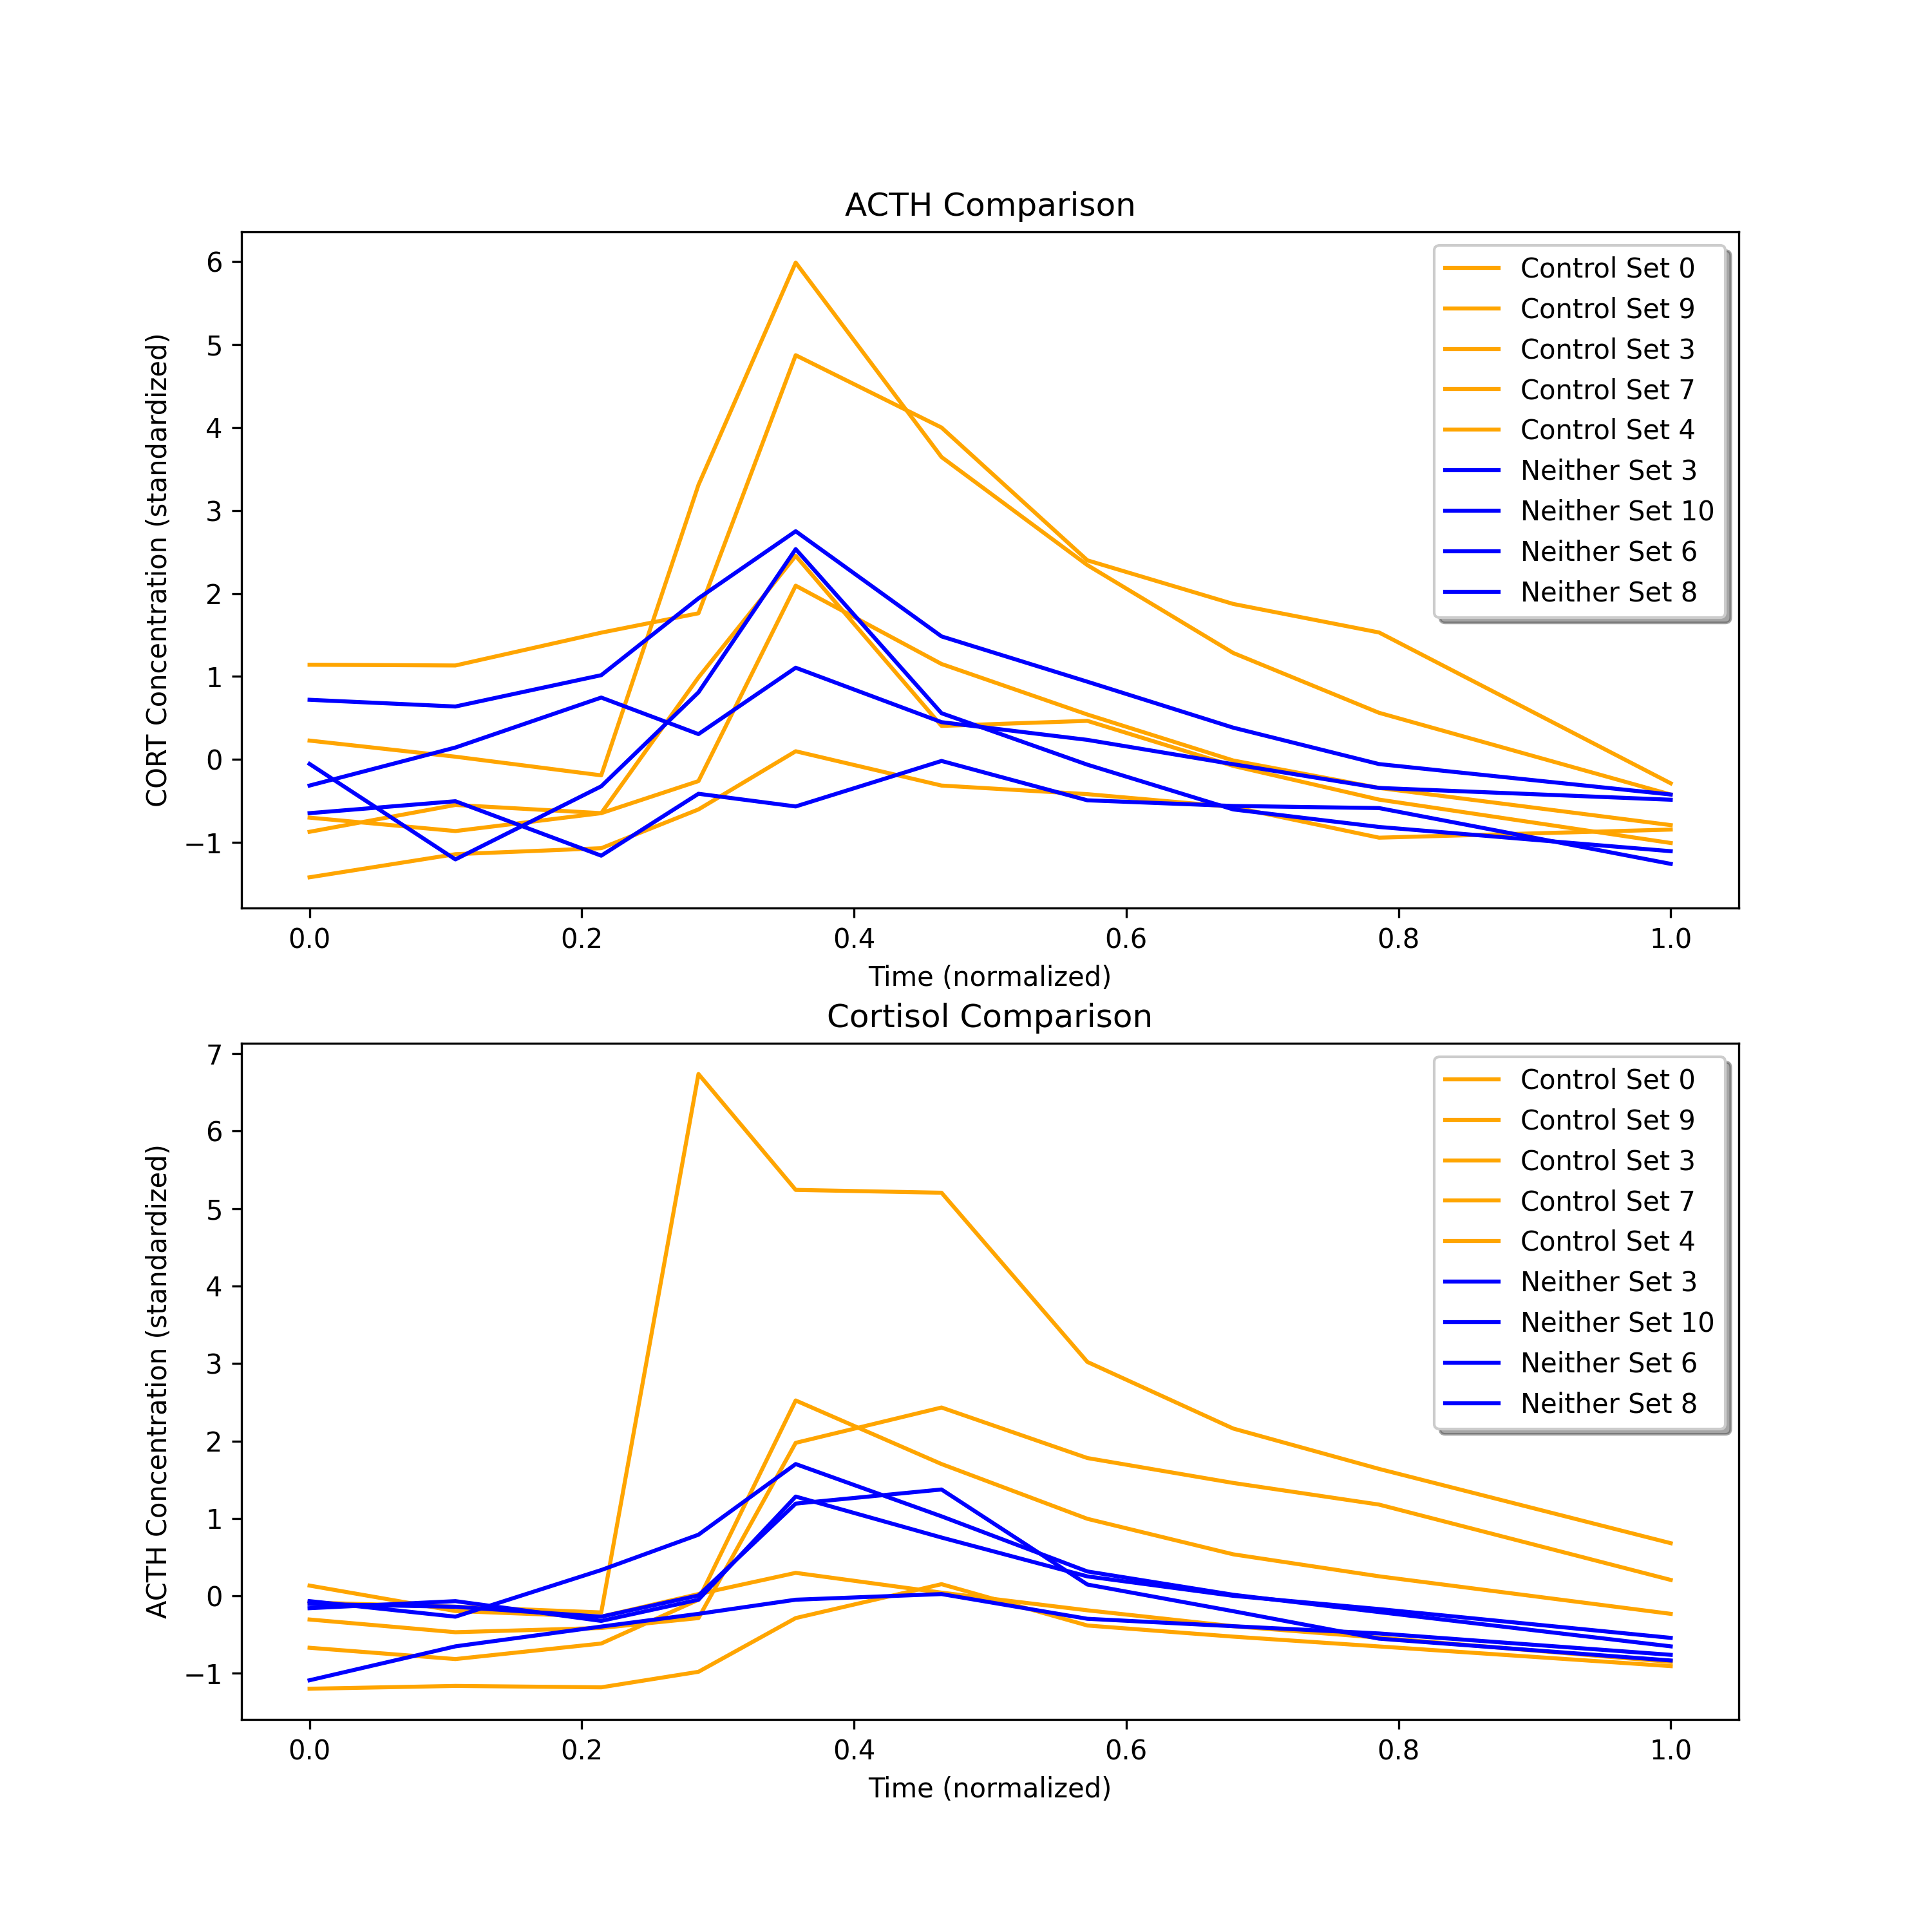 ACTH Comparison
CORT Concentration (standardized)
6
5
4
3
2
1
0
−1
Control Set 0
Control Set 9
Control Set 3
Control Set 7
Control Set 4
Neither Set 3
Neither Set 10
Neither Set 6
Neither Set 8
0.0 0.2 0.4 0.6 0.8 1.0
Time (normalized)
Cortisol Comparison
ACTH Concentration (standardized)
7
6
5
4
3
2
1
0
−1
Control Set 0
Control Set 9
Control Set 3
Control Set 7
Control Set 4
Neither Set 3
Neither Set 10
Neither Set 6
Neither Set 8
0.0 0.2 0.4 0.6 0.8 1.0
Time (normalized)